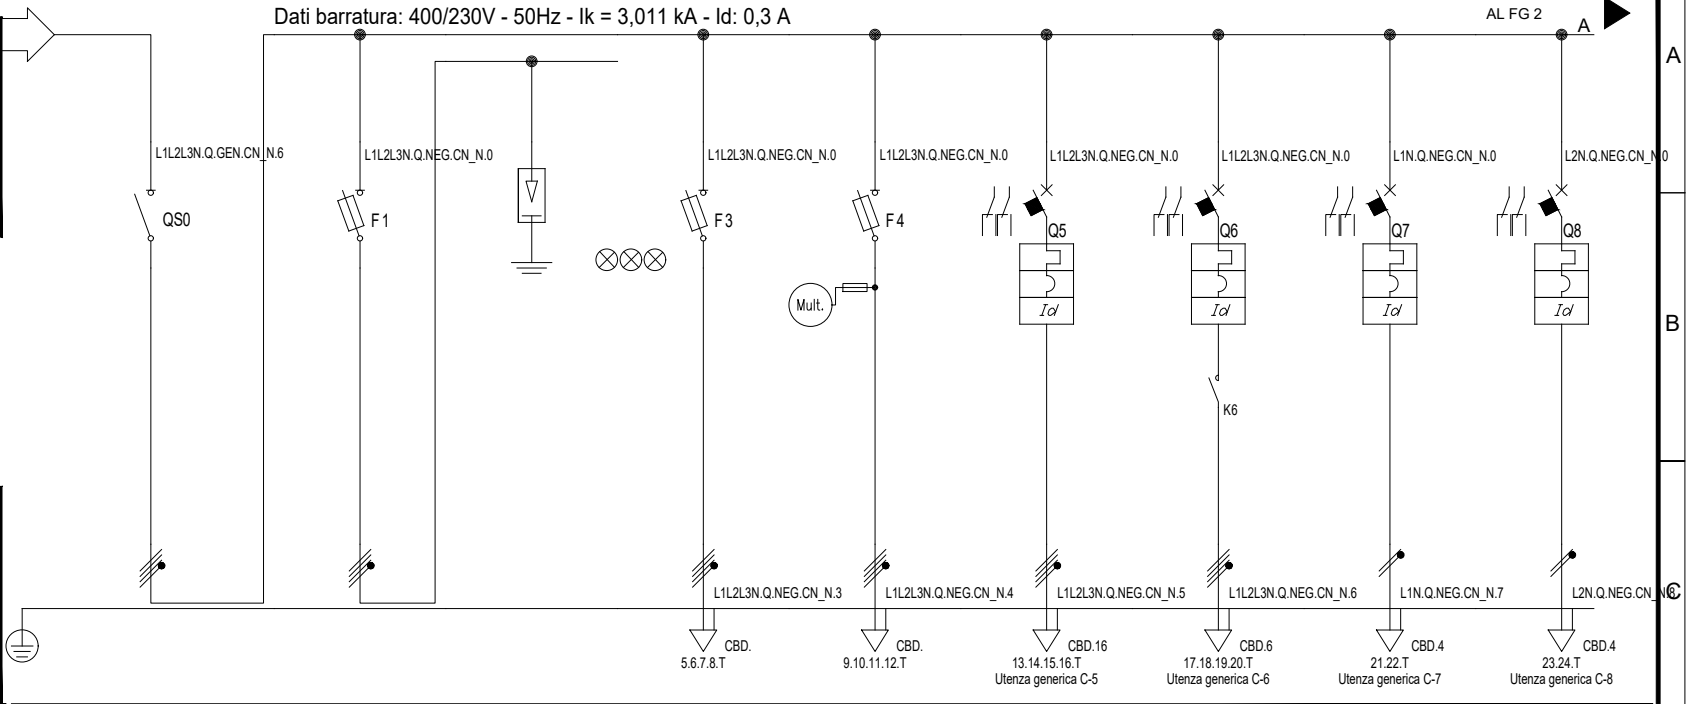 Dati barratura: 400/230V - 50Hz - Ik = 3,011 kA - Id: 0,3 A
AL FG 2
A
A
L1L2L3N.Q.GEN.CN_N.6
L1L2L3N.Q.NEG.CN_N.0
L1L2L3N.Q.NEG.CN_N.0
L1L2L3N.Q.NEG.CN_N.0
L1L2L3N.Q.NEG.CN_N.0
L1L2L3N.Q.NEG.CN_N.0
L1N.Q.NEG.CN_N.0
L2N.Q.NEG.CN_N.0
QS0
F1
F3
F4
Q5
Q6
Q7
Q8
Mult.
Id
Id
Id
Id
B
K6
L1L2L3N.Q.NEG.CN_N.3
L1L2L3N.Q.NEG.CN_N.4
L1L2L3N.Q.NEG.CN_N.5
L1L2L3N.Q.NEG.CN_N.6
L1N.Q.NEG.CN_N.7
L2N.Q.NEG.CN_N.8
C
CBD.
CBD.
CBD.16
CBD.6
CBD.4
CBD.4
5.6.7.8.T
9.10.11.12.T
13.14.15.16.T
17.18.19.20.T
21.22.T
23.24.T
Utenza generica C-5
Utenza generica C-6
Utenza generica C-7
Utenza generica C-8